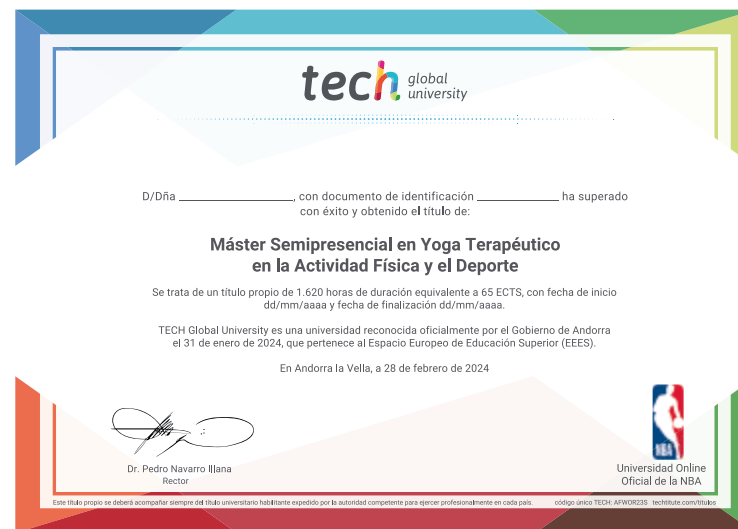 tech global university
D/Dña ________________, con documento de identificación ____________ ha superado
con éxito y obtenido el título de:
Máster Semipresencial en Yoga Terapéutico
en la Actividad Física y el Deporte
Se trata de un título propio de 1.620 horas de duración equivalente a 65 ECTS, con fecha de inicio
dd/mm/aaaa y fecha de finalización dd/mm/aaaa.
TECH Global University es una universidad reconocida oficialmente por el Gobierno de Andorra
el 31 de enero de 2024, que pertenece al Espacio Europeo de Educación Superior (EEES).
En Andorra la Vella, a 28 de febrero de 2024
Dr. Pedro Navarro Illana
Rector
NBA
Universidad Online
Oficial de la NBA
Este título propio se deberá acompañar siempre del título universitario habilitante expedido por la autoridad competente para ejercer profesionalmente en cada país. código único TECH: AFWOR235 techtitute.com/titulos